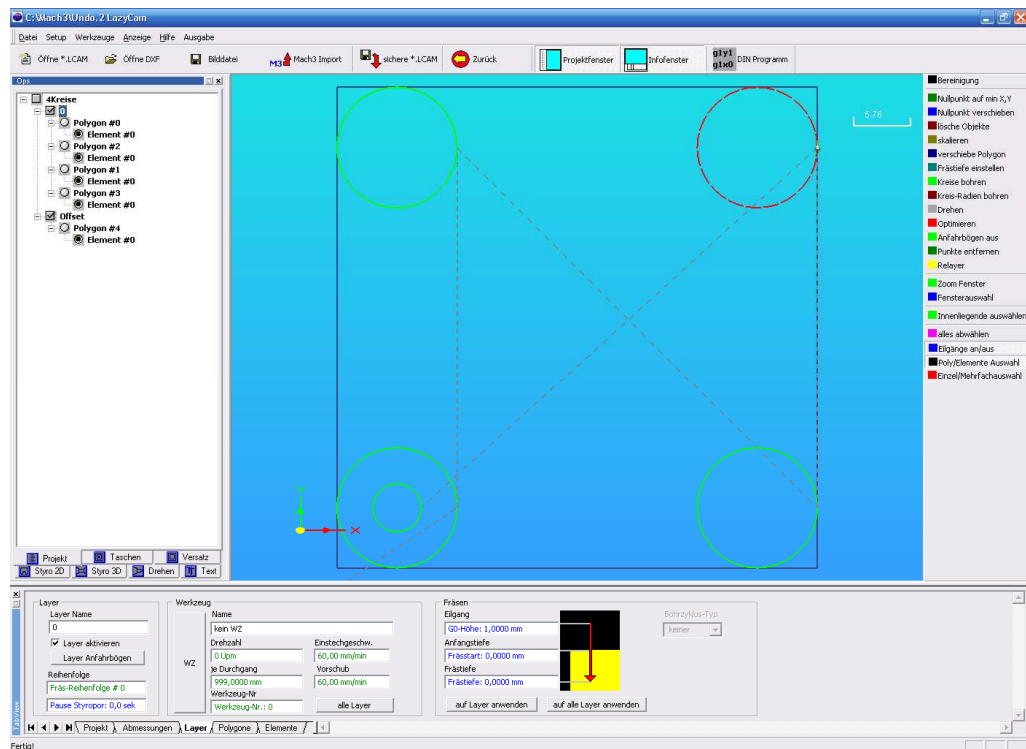 C:\Mach3\Undo.2 LazyCam
Datei Setup Werkzeuge Anzeige Hilfe Ausgabe
Öffne *.LCAM Öffne DXF Bilddatei M3 Mach3 Import sichere *.LCAM Zurück Projektfenster Infofenster g1y1 g1x0 DIN Programm
Ops
4Kreise
0
Polygon #0
Element #0
Polygon #2
Element #0
Polygon #1
Element #0
Polygon #3
Element #0
Offset
Polygon #4
Element #0
5.76
Y
X
Bereinigung
Nullpunkt auf min X,Y
Nullpunkt verschieben
lösche Objekte
skalieren
verschiebe Polygon
Frästiefe einstellen
Kreise bohren
Kreis-Radien bohren
Drehen
Optimieren
Anfahrbögen aus
Punkte entfernen
Relayer
Zoom Fenster
Fensterauswahl
Innenliegende auswählen
alles abwählen
Eilgänge an/aus
Poly/Elemente Auswahl
Einzel/Mehrfachauswahl
Projekt Taschen Versatz
Styro 2D Styro 3D Drehen Text
TabView
Layer
Layer Name
0
Layer aktivieren
Layer Anfahrbögen
Reihenfolge
Fräs-Reihenfolge # 0
Pause Styropor: 0,0 sek
Werkzeug
WZ
Name
kein WZ
Drehzahl Einstechgeschw.
0 Upm 60,00 mm/min
je Durchgang Vorschub
999,0000 mm 60,00 mm/min
Werkzeug-Nr
Werkzeug-Nr.: 0 alle Layer
Fräsen
Eilgang
G0-Höhe: 1,0000 mm
Anfangstiefe
Frässtart: 0,0000 mm
Frästiefe
Frästiefe: 0,0000 mm
auf Layer anwenden auf alle Layer anwenden
Bohrzyklus-Typ
keiner
Projekt Abmessungen Layer Polygone Elemente
Fertig!